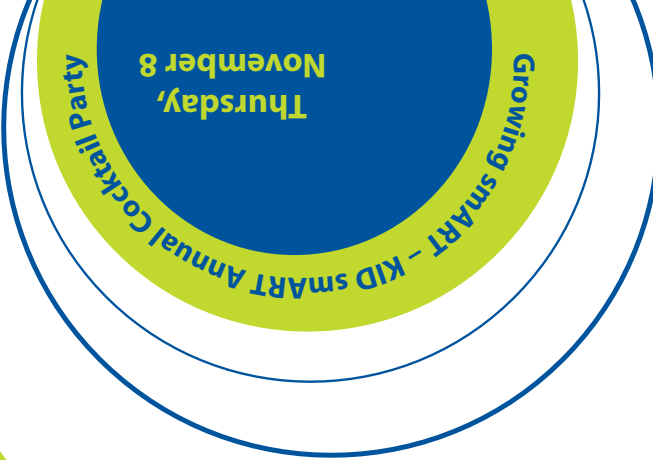 Growing smART – KID smART Annual Cocktail Party
Thursday,
November 8